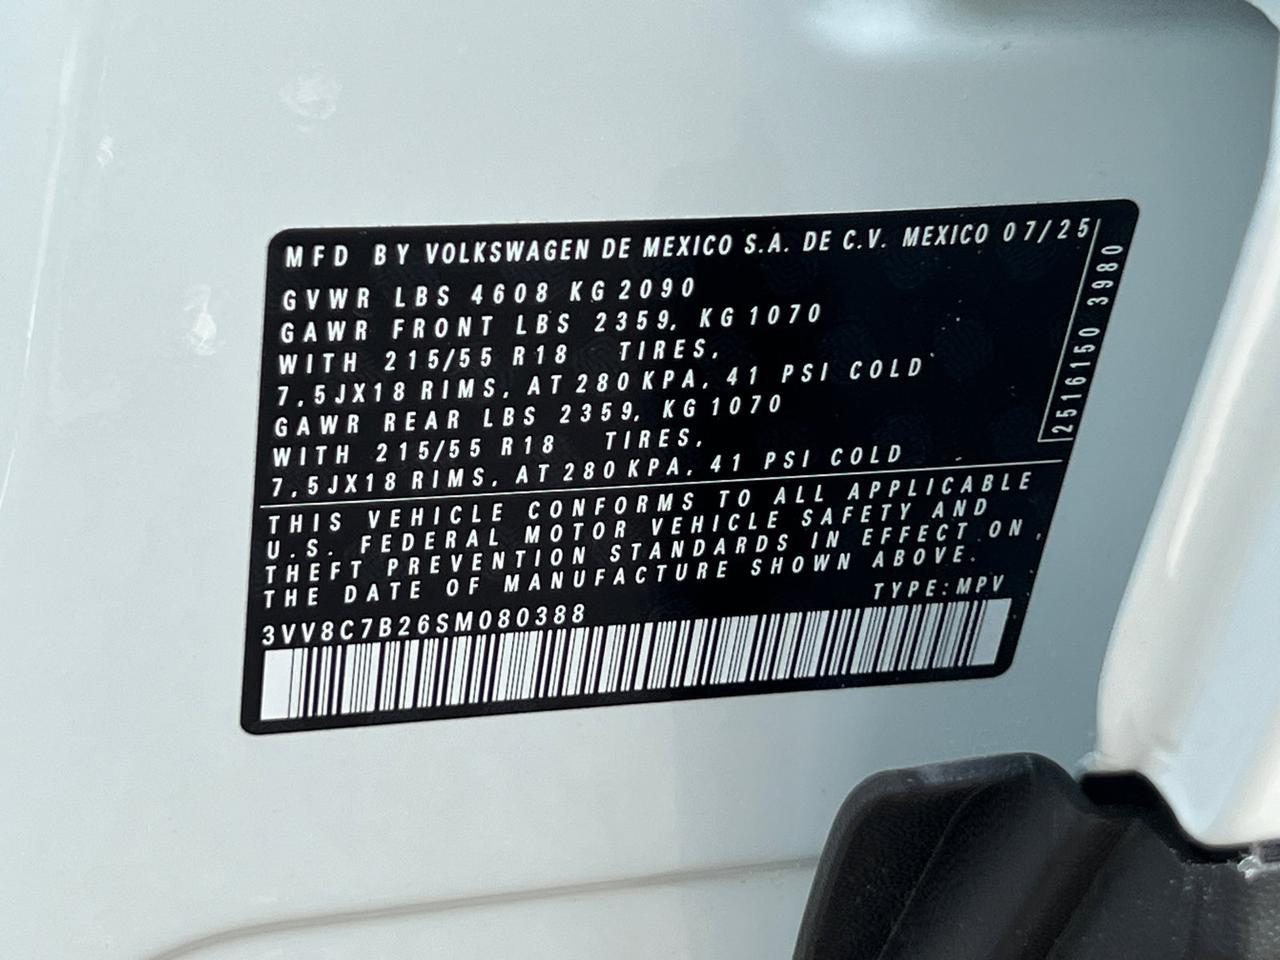 MFD BY VOLKSWAGEN DE MEXICO S.A. DE C.V. MEXICO 07/25
GVWR LBS 4608 KG 2090
GAWR FRONT LBS 2359, KG 1070
WITH 215/55 R18 TIRES,
7,5JX18 RIMS, AT 280 KPA, 41 PSI COLD
GAWR REAR LBS 2359, KG 1070
WITH 215/55 R18 TIRES,
7,5JX18 RIMS, AT 280 KPA, 41 PSI COLD
2516150 3980
THIS VEHICLE CONFORMS TO ALL APPLICABLE
U.S. FEDERAL MOTOR VEHICLE SAFETY AND
THEFT PREVENTION STANDARDS IN EFFECT ON
THE DATE OF MANUFACTURE SHOWN ABOVE.
TYPE:MPV
3VV8C7B26SM080388